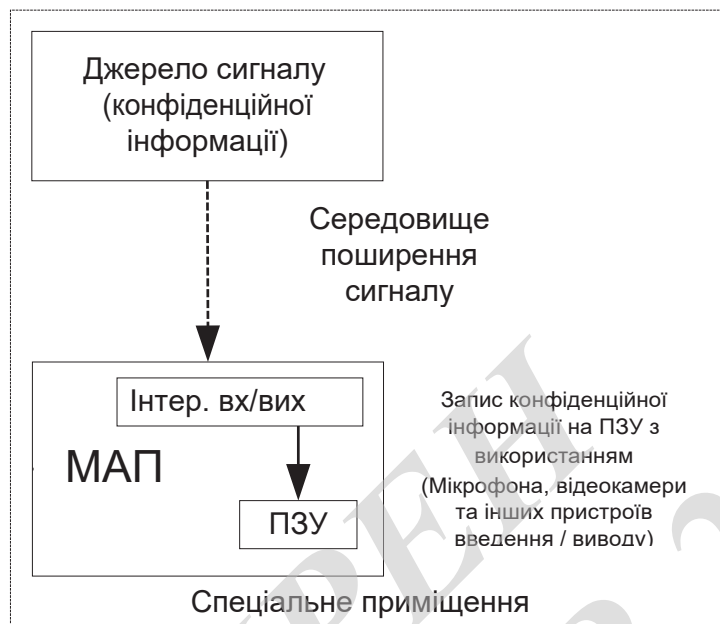 Джерело сигналу
(конфіденційної
інформації)
Середовище
поширення
сигналу
Інтер. вх/вих
МАП
ПЗУ
Запис конфіденційної
інформації на ПЗУ з
використанням
(Мікрофона, відеокамери
та інших пристроїв
введення / виводу)
Спеціальне приміщення